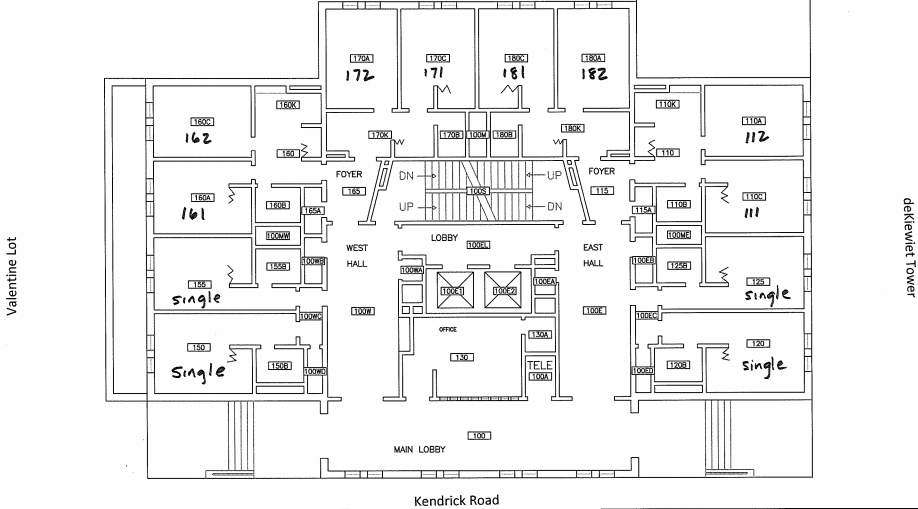 170A
172
170C
171
180C
181
180A
182
160K
110K
160C
162
110A
112
170K
170B
100M
180B
180K
160
110
FOYER
165
FOYER
115
DN
UP
100S
UP
DN
160A
161
160B
165A
115A
110B
110C
111
100MW
100ME
WEST
HALL
LOBBY
100EL
EAST
HALL
155B
100WB
100WA
100EB
125B
155
single
100E1
100E2
100EA
125
single
100WC
100W
100E
100EC
150
single
150B
100WD
OFFICE
130
130A
TELE
100A
100ED
120B
120
single
100
MAIN LOBBY
Kendrick Road
Valentine Lot
deKiewiet Tower